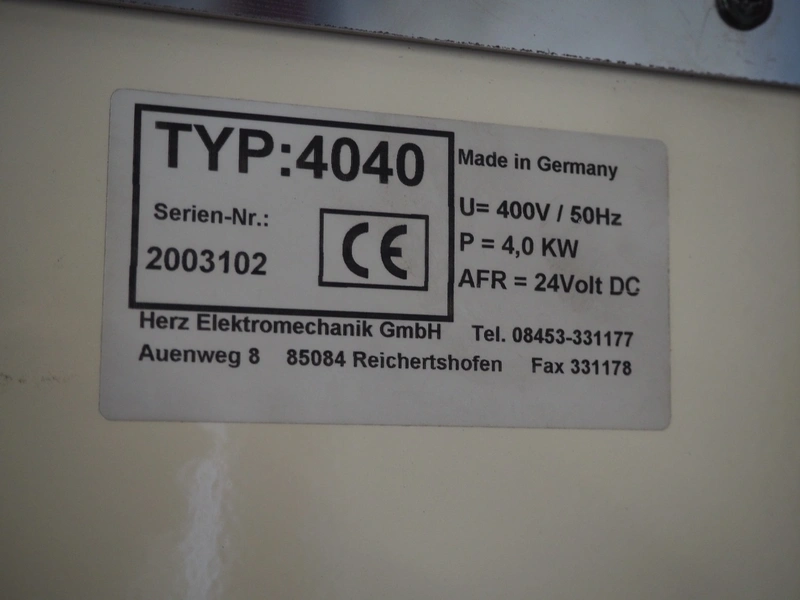 TYP:4040
Serien-Nr.:
2003102
CE
Made in Germany
U= 400V / 50Hz
P = 4,0 KW
AFR = 24Volt DC
Herz Elektromechanik GmbH Tel. 08453-331177
Auenweg 8 85084 Reichertshofen Fax 331178